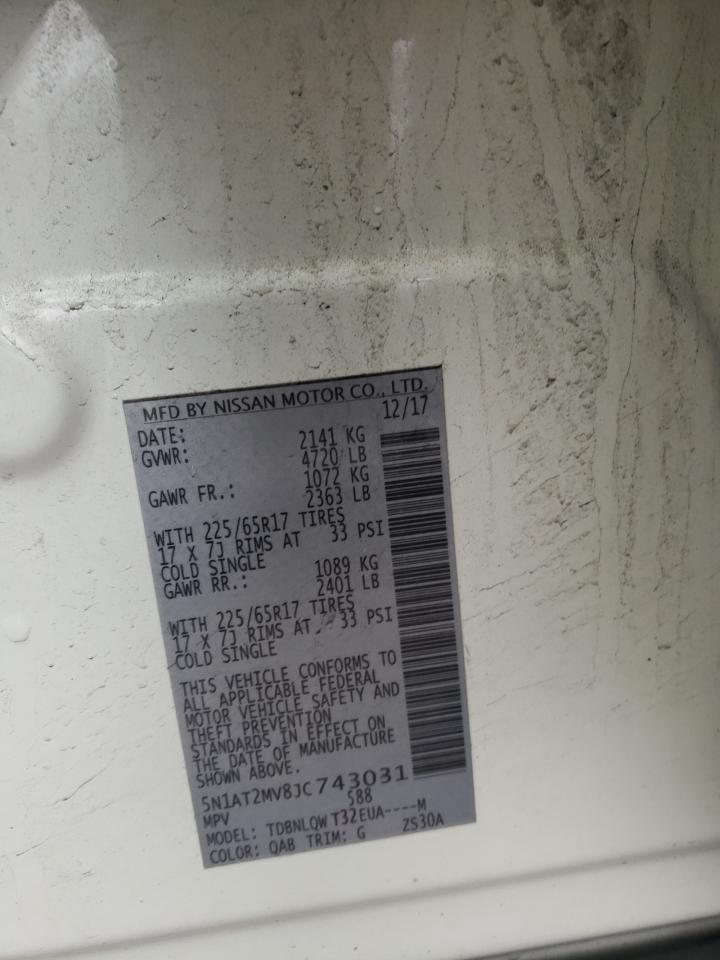 MFD BY NISSAN MOTOR CO., LTD.
DATE: 12/17
GVWR: 2141 KG
4720 LB
GAWR FR.: 1072 KG
2363 LB
WITH 225/65R17 TIRES
17 X 7J RIMS AT 33 PSI
COLD SINGLE
GAWR RR.: 1089 KG
2401 LB
WITH 225/65R17 TIRES
17 X 7J RIMS AT 33 PSI
COLD SINGLE
THIS VEHICLE CONFORMS TO
ALL APPLICABLE FEDERAL
MOTOR VEHICLE SAFETY AND
THEFT PREVENTION
STANDARDS IN EFFECT ON
THE DATE OF MANUFACTURE
SHOWN ABOVE.
5N1AT2MV8JC743031
MPV 588
MODEL: TDBNLQW T32EUA----M
COLOR: QAB TRIM: G ZS30A